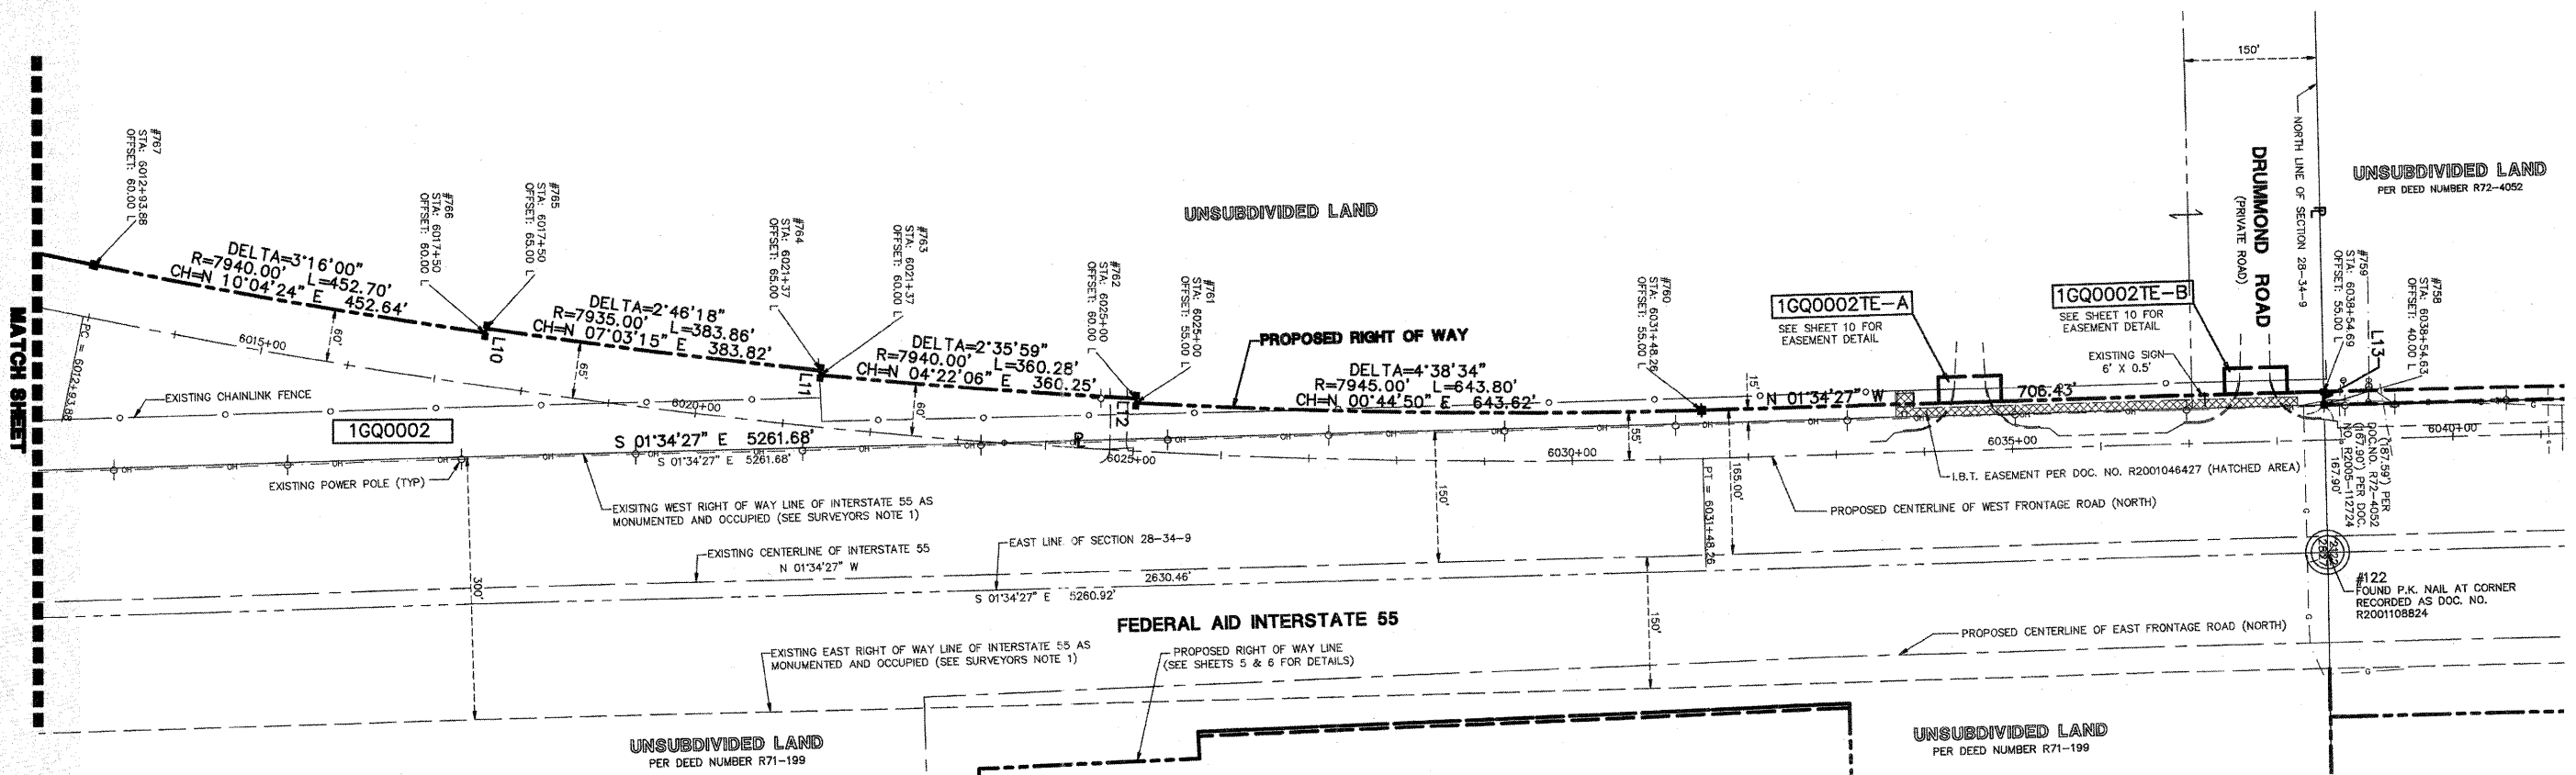 MATCH SHEET
#767
STA: 6012+93.88
OFFSET: 60.00 L
DELTA=3°16'00"
R=7940.00' L=452.70'
CH=N 10°04'24" E 452.64'
#766
STA: 6017+50
OFFSET: 60.00 L
#765
STA: 6017+50
OFFSET: 65.00 L
L10
DELTA=2°46'18"
R=7935.00' L=383.86'
CH=N 07°03'15" E 383.82'
#764
STA: 6021+37
OFFSET: 65.00 L
#763
STA: 6021+37
OFFSET: 60.00 L
L11
DELTA=2°35'59"
R=7940.00' L=360.28'
CH=N 04°22'06" E 360.25'
#762
STA: 6025+00
OFFSET: 60.00 L
#761
STA: 6025+00
OFFSET: 55.00 L
L12
UNSUBDIVIDED LAND
PROPOSED RIGHT OF WAY
DELTA=4°38'34"
R=7945.00' L=643.80'
CH=N 00°44'50" E 643.62'
#760
STA: 6031+48.26
OFFSET: 55.00 L
15'
N 01°34'27" W
706.43'
1GQ0002TE-A
SEE SHEET 10 FOR
EASEMENT DETAIL
1GQ0002TE-B
SEE SHEET 10 FOR
EASEMENT DETAIL
EXISTING SIGN
6' X 0.5'
150'
DRUMMOND ROAD
(PRIVATE ROAD)
NORTH LINE OF SECTION 28-34-9
UNSUBDIVIDED LAND
PER DEED NUMBER R72-4052
#759
STA: 6038+54.69
OFFSET: 55.00 L
L13
#758
STA: 6038+54.63
OFFSET: 40.00 L
PC = 6012+93.88
6015+00
60'
65'
6020+00
60'
6025+00
6030+00
55'
6035+00
6040+00
EXISTING CHAINLINK FENCE
1GQ0002
S 01°34'27" E 5261.68'
S 01°34'27" E 5261.68'
EXISTING POWER POLE (TYP)
EXISITNG WEST RIGHT OF WAY LINE OF INTERSTATE 55 AS
MONUMENTED AND OCCUPIED (SEE SURVEYORS NOTE 1)
150'
PT = 6031+48.26
165.00'
I.B.T. EASEMENT PER DOC. NO. R2001046427 (HATCHED AREA)
PROPOSED CENTERLINE OF WEST FRONTAGE ROAD (NORTH)
(187.59') PER
DOC.NO. R72-4052
(167.90') PER DOC.
NO. R2005-112724
167.90'
EXISTING CENTERLINE OF INTERSTATE 55
N 01°34'27" W
EAST LINE OF SECTION 28-34-9
2630.46'
S 01°34'27" E 5260.92'
300'
FEDERAL AID INTERSTATE 55
150'
#122
FOUND P.K. NAIL AT CORNER
RECORDED AS DOC. NO.
R2001108824
PROPOSED CENTERLINE OF EAST FRONTAGE ROAD (NORTH)
EXISTING EAST RIGHT OF WAY LINE OF INTERSTATE 55 AS
MONUMENTED AND OCCUPIED (SEE SURVEYORS NOTE 1)
PROPOSED RIGHT OF WAY LINE
(SEE SHEETS 5 & 6 FOR DETAILS)
UNSUBDIVIDED LAND
PER DEED NUMBER R71-199
UNSUBDIVIDED LAND
PER DEED NUMBER R71-199